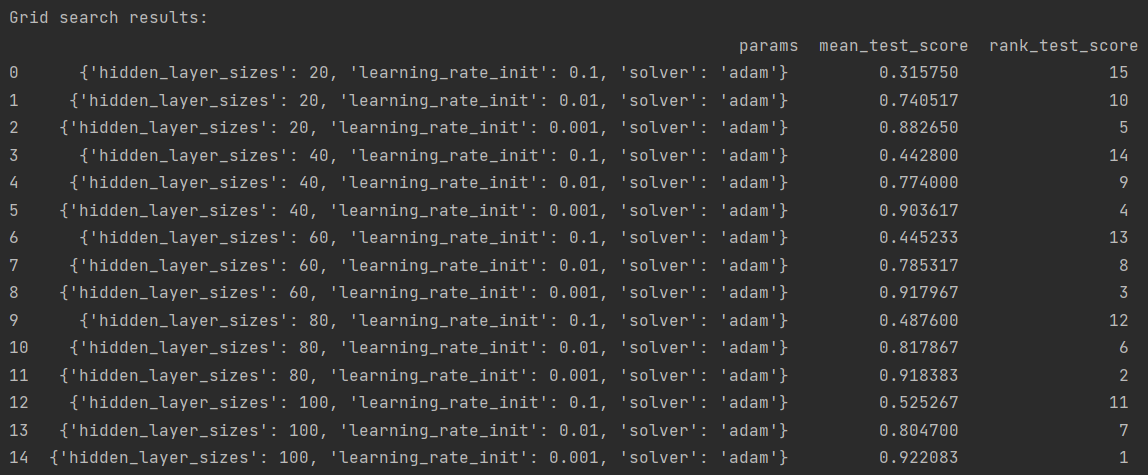 Grid search results:
params mean_test_score rank_test_score
0 {'hidden_layer_sizes': 20, 'learning_rate_init': 0.1, 'solver': 'adam'} 0.315750 15
1 {'hidden_layer_sizes': 20, 'learning_rate_init': 0.01, 'solver': 'adam'} 0.740517 10
2 {'hidden_layer_sizes': 20, 'learning_rate_init': 0.001, 'solver': 'adam'} 0.882650 5
3 {'hidden_layer_sizes': 40, 'learning_rate_init': 0.1, 'solver': 'adam'} 0.442800 14
4 {'hidden_layer_sizes': 40, 'learning_rate_init': 0.01, 'solver': 'adam'} 0.774000 9
5 {'hidden_layer_sizes': 40, 'learning_rate_init': 0.001, 'solver': 'adam'} 0.903617 4
6 {'hidden_layer_sizes': 60, 'learning_rate_init': 0.1, 'solver': 'adam'} 0.445233 13
7 {'hidden_layer_sizes': 60, 'learning_rate_init': 0.01, 'solver': 'adam'} 0.785317 8
8 {'hidden_layer_sizes': 60, 'learning_rate_init': 0.001, 'solver': 'adam'} 0.917967 3
9 {'hidden_layer_sizes': 80, 'learning_rate_init': 0.1, 'solver': 'adam'} 0.487600 12
10 {'hidden_layer_sizes': 80, 'learning_rate_init': 0.01, 'solver': 'adam'} 0.817867 6
11 {'hidden_layer_sizes': 80, 'learning_rate_init': 0.001, 'solver': 'adam'} 0.918383 2
12 {'hidden_layer_sizes': 100, 'learning_rate_init': 0.1, 'solver': 'adam'} 0.525267 11
13 {'hidden_layer_sizes': 100, 'learning_rate_init': 0.01, 'solver': 'adam'} 0.804700 7
14 {'hidden_layer_sizes': 100, 'learning_rate_init': 0.001, 'solver': 'adam'} 0.922083 1